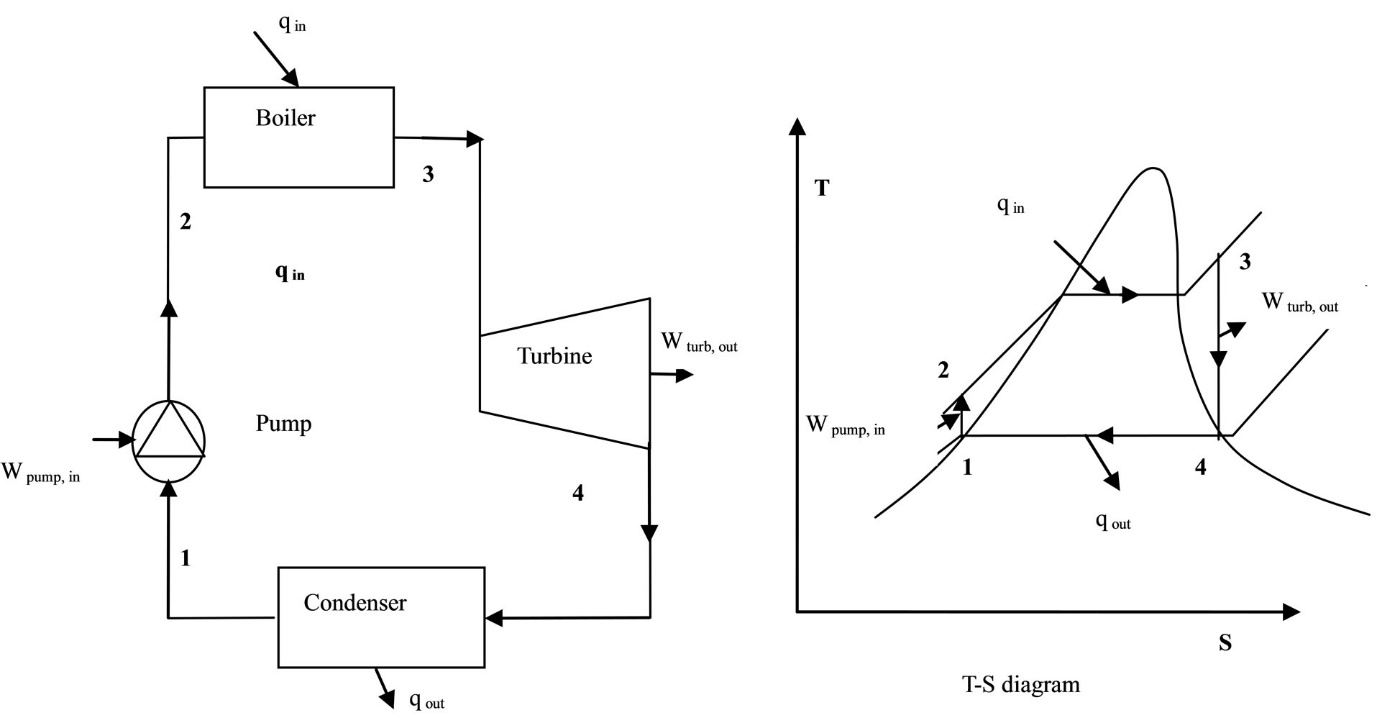 q in
Boiler
3
2
q in
Turbine
W turb, out
Pump
W pump, in
4
1
Condenser
q out
T
q in
3
W turb, out
2
W pump, in
1
4
q out
S
T-S diagram